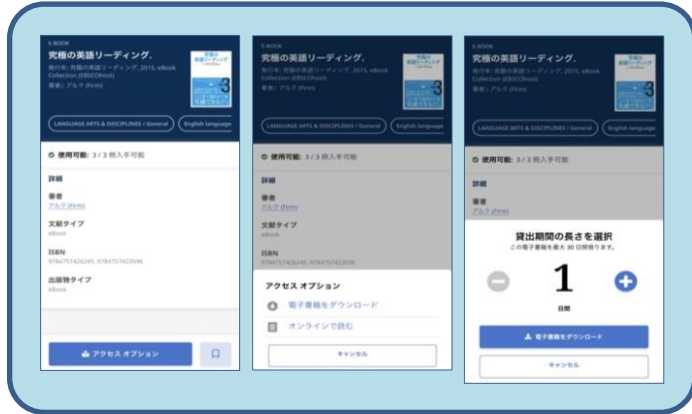 E-BOOK
究極の英語リーディング.
発行年: 究極の英語リーディング, 2015, eBook
Collection (EBSCOhost)
著者: アルク (Firm)
LANGUAGE ARTS & DISCIPLINES / General
English language
使用可能: 3 / 3 冊入手可能
詳細
著者
アルク (Firm)
文献タイプ
eBook
ISBN
9784757426245, 9784757423596
出版物タイプ
eBook
アクセス オプション
E-BOOK
究極の英語リーディング.
発行年: 究極の英語リーディング, 2015, eBook
Collection (EBSCOhost)
著者: アルク (Firm)
LANGUAGE ARTS & DISCIPLINES / General
English language
使用可能: 3 / 3 冊入手可能
詳細
著者
アルク (Firm)
文献タイプ
eBook
ISBN
9784757426245, 9784757423596
アクセス オプション
電子書籍をダウンロード
オンラインで読む
キャンセル
E-BOOK
究極の英語リーディング.
発行年: 究極の英語リーディング, 2015, eBook
Collection (EBSCOhost)
著者: アルク (Firm)
LANGUAGE ARTS & DISCIPLINES / General
English language
使用可能: 3 / 3 冊入手可能
詳細
著者
アルク (Firm)
貸出期間の長さを選択
この電子書籍を最大 30 日間借ります。
1
日間
電子書籍をダウンロード
キャンセル